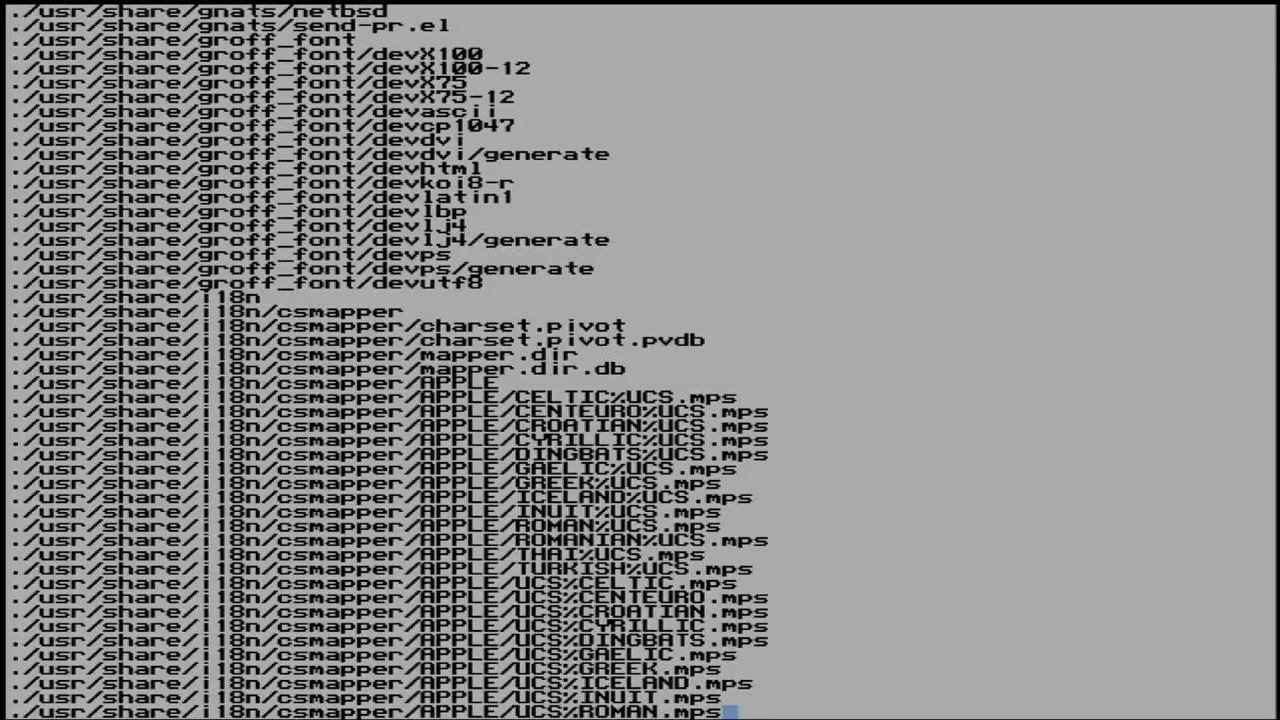 ./usr/share/gnats/netbsd
./usr/share/gnats/send-pr.el
./usr/share/groff_font
./usr/share/groff_font/devX100
./usr/share/groff_font/devX100-12
./usr/share/groff_font/devX75
./usr/share/groff_font/devX75-12
./usr/share/groff_font/devascii
./usr/share/groff_font/devcp1047
./usr/share/groff_font/devdvi
./usr/share/groff_font/devdvi/generate
./usr/share/groff_font/devhtml
./usr/share/groff_font/devkoi8-r
./usr/share/groff_font/devlatin1
./usr/share/groff_font/devlbp
./usr/share/groff_font/devlj4
./usr/share/groff_font/devlj4/generate
./usr/share/groff_font/devps
./usr/share/groff_font/devps/generate
./usr/share/groff_font/devutf8
./usr/share/i18n
./usr/share/i18n/csmapper
./usr/share/i18n/csmapper/charset.pivot
./usr/share/i18n/csmapper/charset.pivot.pvdb
./usr/share/i18n/csmapper/mapper.dir
./usr/share/i18n/csmapper/mapper.dir.db
./usr/share/i18n/csmapper/APPLE
./usr/share/i18n/csmapper/APPLE/CELTIC%UCS.mps
./usr/share/i18n/csmapper/APPLE/CENTEURO%UCS.mps
./usr/share/i18n/csmapper/APPLE/CROATIAN%UCS.mps
./usr/share/i18n/csmapper/APPLE/CYRILLIC%UCS.mps
./usr/share/i18n/csmapper/APPLE/DINGBATS%UCS.mps
./usr/share/i18n/csmapper/APPLE/GAELIC%UCS.mps
./usr/share/i18n/csmapper/APPLE/GREEK%UCS.mps
./usr/share/i18n/csmapper/APPLE/ICELAND%UCS.mps
./usr/share/i18n/csmapper/APPLE/INUIT%UCS.mps
./usr/share/i18n/csmapper/APPLE/ROMAN%UCS.mps
./usr/share/i18n/csmapper/APPLE/ROMANIAN%UCS.mps
./usr/share/i18n/csmapper/APPLE/THAI%UCS.mps
./usr/share/i18n/csmapper/APPLE/TURKISH%UCS.mps
./usr/share/i18n/csmapper/APPLE/UCS%CELTIC.mps
./usr/share/i18n/csmapper/APPLE/UCS%CENTEURO.mps
./usr/share/i18n/csmapper/APPLE/UCS%CROATIAN.mps
./usr/share/i18n/csmapper/APPLE/UCS%CYRILLIC.mps
./usr/share/i18n/csmapper/APPLE/UCS%DINGBATS.mps
./usr/share/i18n/csmapper/APPLE/UCS%GAELIC.mps
./usr/share/i18n/csmapper/APPLE/UCS%GREEK.mps
./usr/share/i18n/csmapper/APPLE/UCS%ICELAND.mps
./usr/share/i18n/csmapper/APPLE/UCS%INUIT.mps
./usr/share/i18n/csmapper/APPLE/UCS%ROMAN.mps